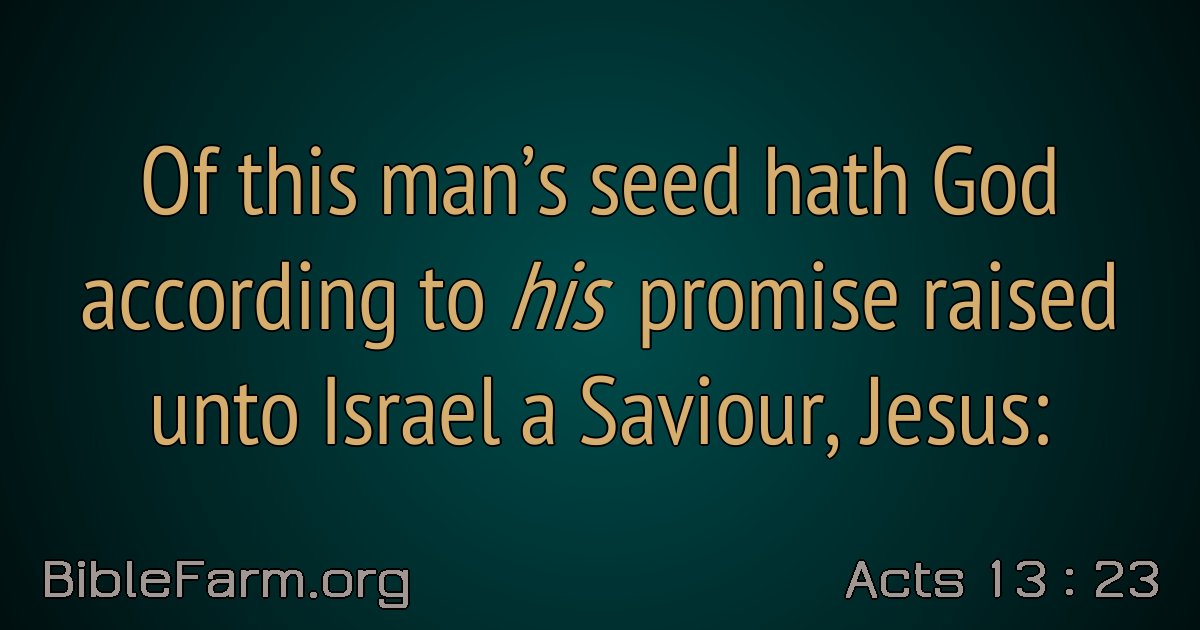 Of this man’s seed hath God
according to his promise raised
unto Israel a Saviour, Jesus:
BibleFarm.org
Acts 13 : 23